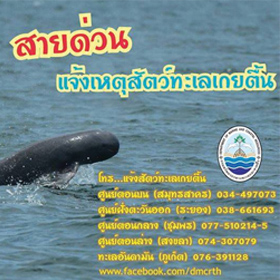 สายด่วน
แจ้งเหตุสัตว์ทะเลเกยตื้น
โทร...แจ้งสัตว์ทะเลเกยตื้น
ศูนย์ตอนบน (สมุทรสาคร) 034-497073
ศูนย์ฝั่งตะวันออก (ระยอง) 038-661693
ศูนย์ตอนกลาง (ชุมพร) 077-510214-5
ศูนย์ตอนล่าง (สงขลา) 074-307079
ทะเลอันดามัน (ภูเก็ต) 076-391128
www.facebook.com/dmcrth